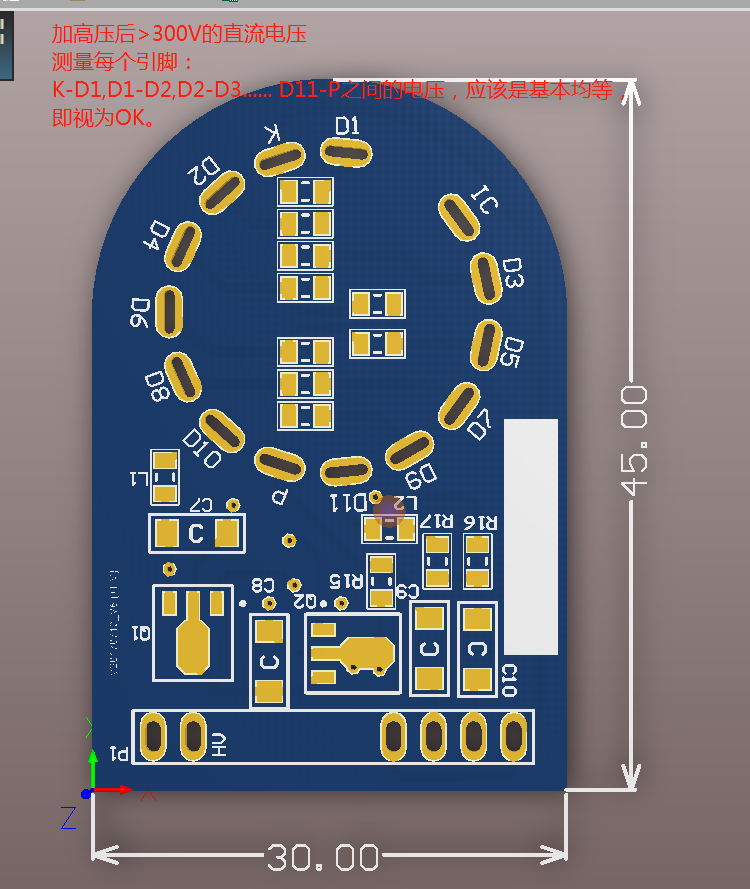 加高压后>300V的直流电压
测量每个引脚：
K-D1,D1-D2,D2-D3...... D11-P之间的电压，应该是基本均等
即视为OK。
K
D1
D2
IC
D4
D3
D6
D5
D8
D7
D10
D9
P
D11
L1
L2
C7
C
R17
R16
R15
C9
C8
Q2
Q1
C
C
C
C10
P1
HV
X
Z
45.00
30.00